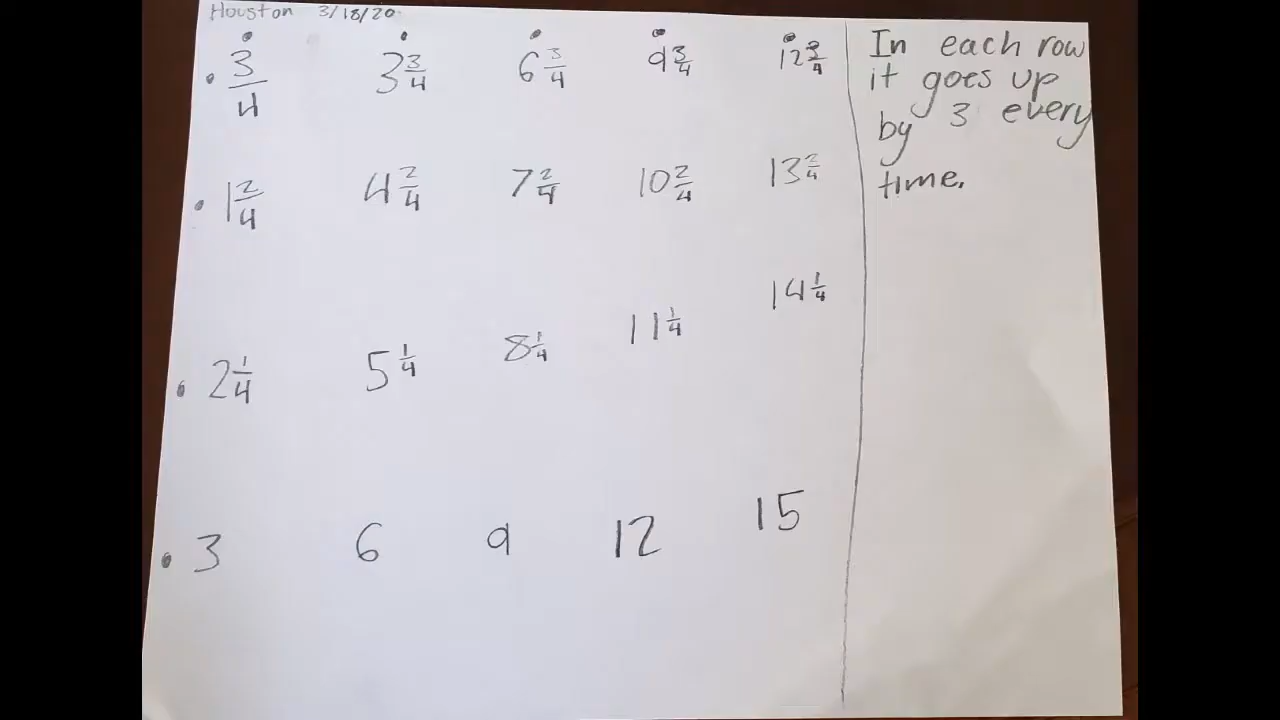 Houston 3/18/20
3/4 3 3/4 6 3/4 9 3/4 12 3/4
1 2/4 4 2/4 7 2/4 10 2/4 13 2/4
2 1/4 5 1/4 8 1/4 11 1/4 14 1/4
3 6 9 12 15
In each row
it goes up
by 3 every
time.